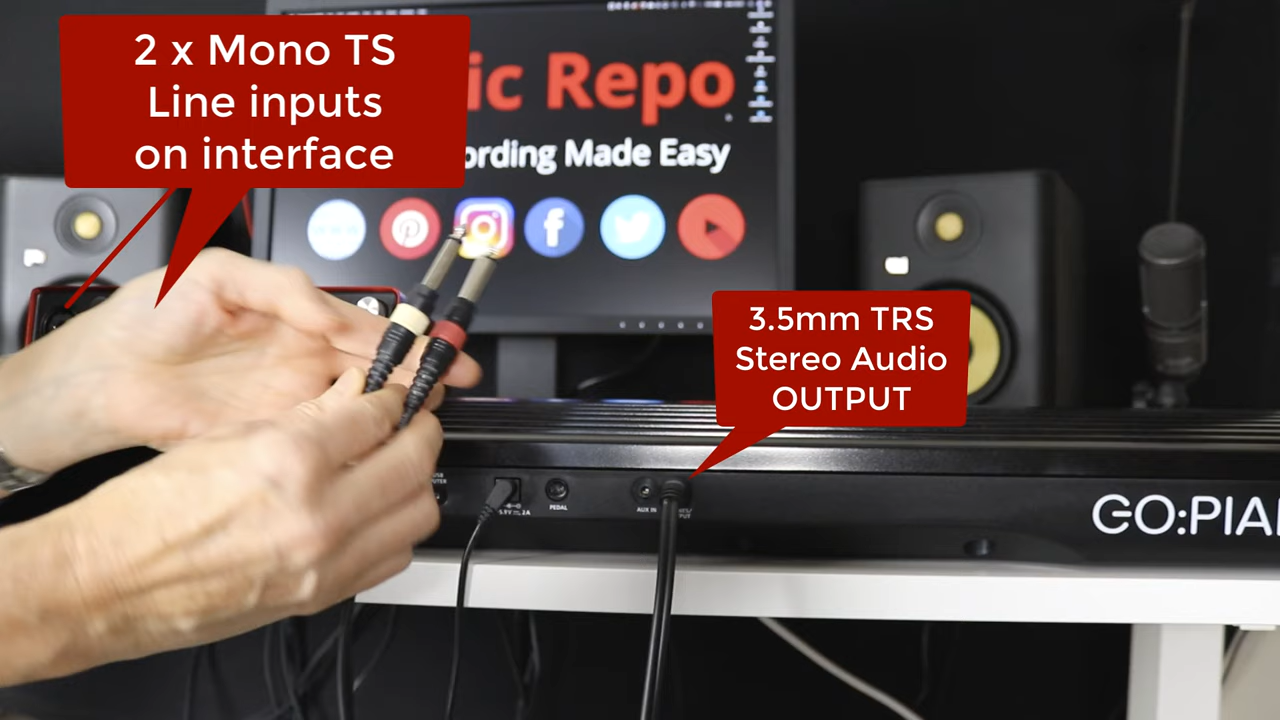 2 x Mono TS
Line inputs
on interface
ic Repo
ording Made Easy
3.5mm TRS
Stereo Audio
OUTPUT
PEDAL
AUX IN
GO:PIA